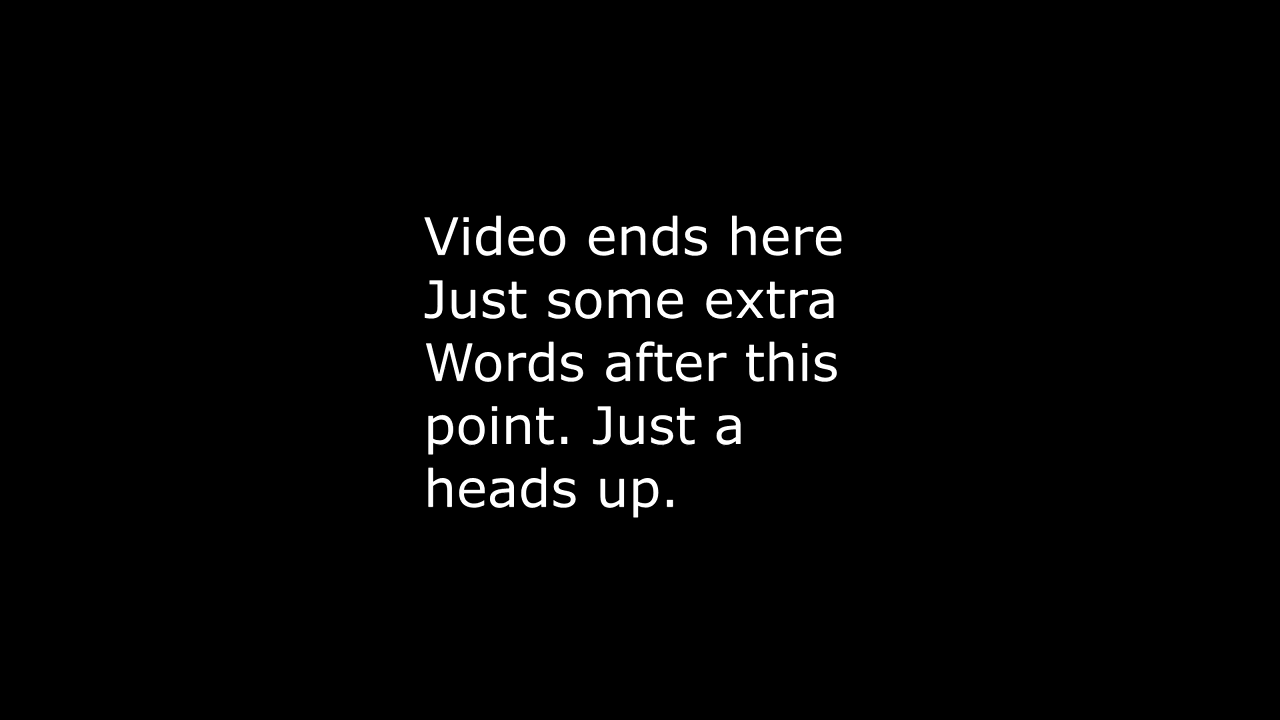 Video ends here
Just some extra
Words after this
point. Just a
heads up.